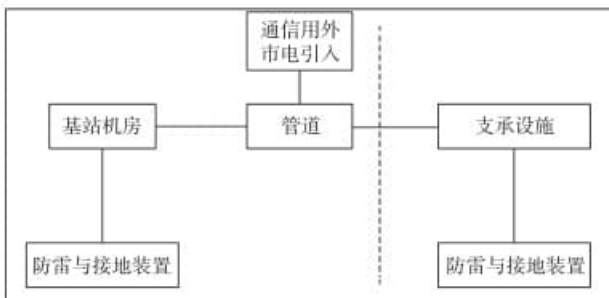 通信用外
市电引入
基站机房
管道
支承设施
防雷与接地装置
防雷与接地装置